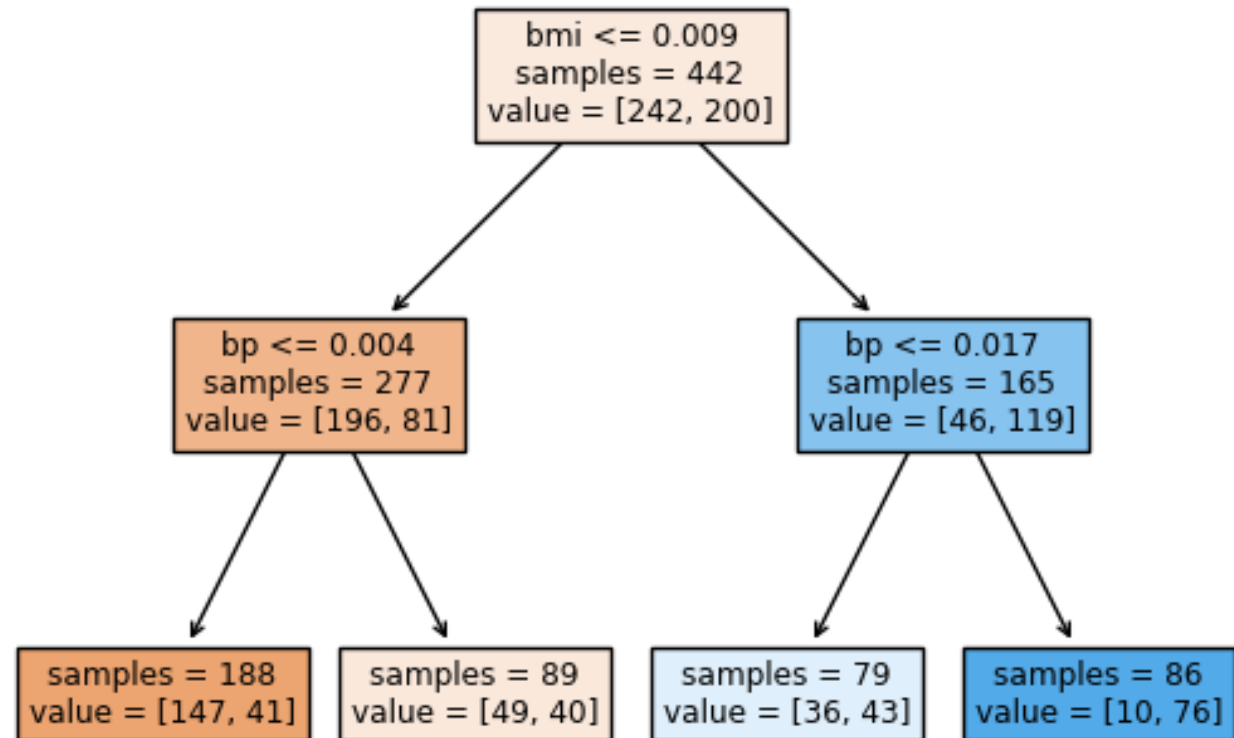 bmi <= 0.009
samples = 442
value = [242, 200]
bp <= 0.004
samples = 277
value = [196, 81]
bp <= 0.017
samples = 165
value = [46, 119]
samples = 188
value = [147, 41]
samples = 89
value = [49, 40]
samples = 79
value = [36, 43]
samples = 86
value = [10, 76]